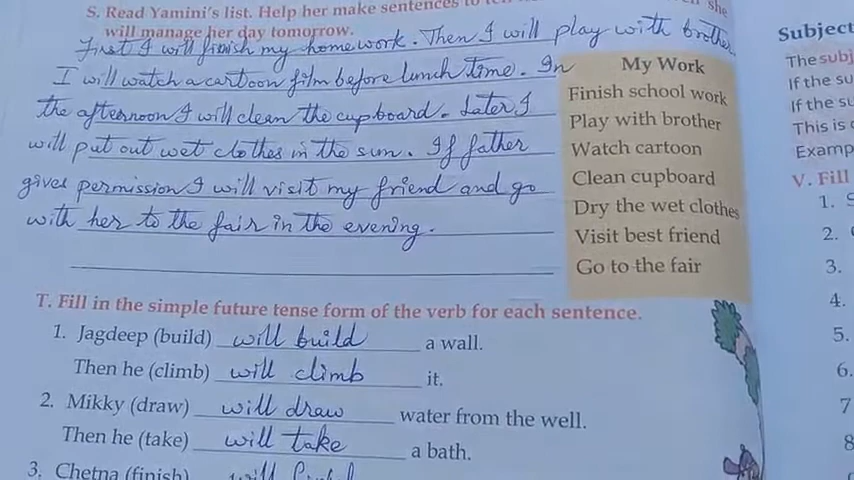 S. Read Yamini's list. Help her make sentences to
she
will manage her day tomorrow.
First I will finish my homework. Then I will play with brother.
I will watch a cartoon film before lunch time. In
the afternoon I will clean the cupboard. Later I
will put out wet clothes in the sun. If father
gives permission I will visit my friend and go
with her to the fair in the evening.
My Work
Finish school work
Play with brother
Watch cartoon
Clean cupboard
Dry the wet clothes
Visit best friend
Go to the fair
T. Fill in the simple future tense form of the verb for each sentence.
1. Jagdeep (build) will build a wall.
Then he (climb) will climb it.
2. Mikky (draw) will draw water from the well.
Then he (take) will take a bath.
3. Chetna (finish) will
Subject
The subj
If the su
If the su
This is
Examp
V. Fill
1. S
2.
3.
4.
5.
6.
7
8